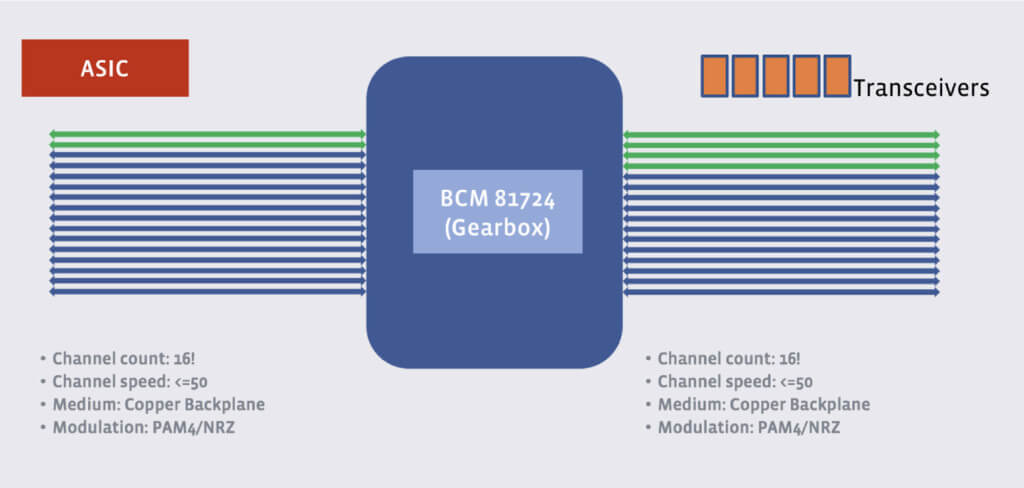 ASIC
Transceivers
BCM 81724
(Gearbox)
• Channel count: 16!
• Channel speed: <=50
• Medium: Copper Backplane
• Modulation: PAM4/NRZ
• Channel count: 16!
• Channel speed: <=50
• Medium: Copper Backplane
• Modulation: PAM4/NRZ